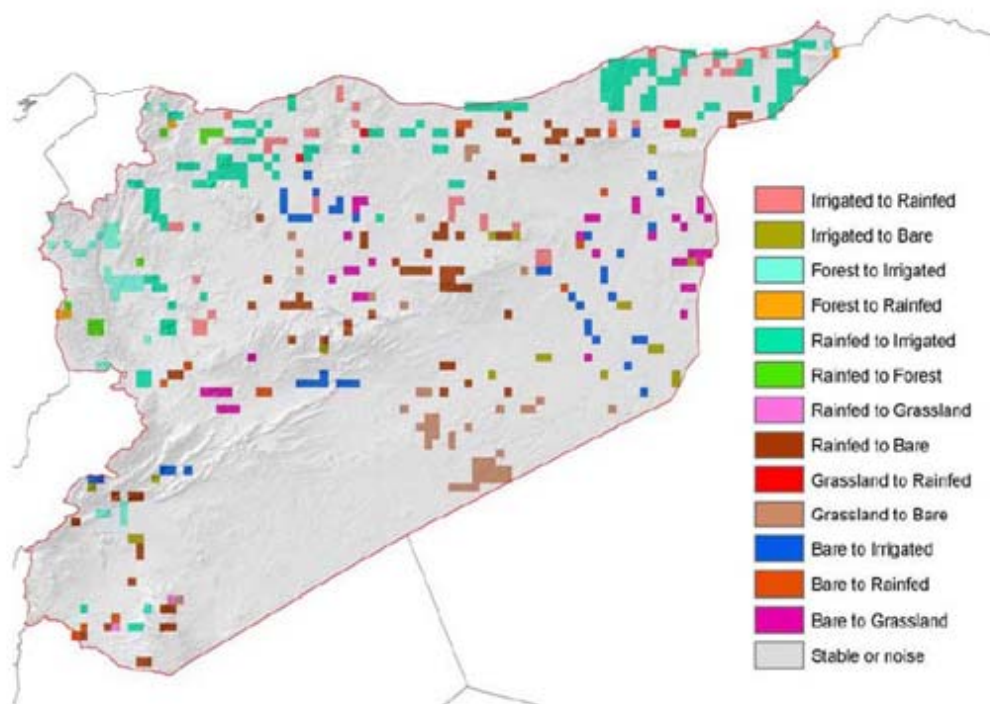 Irrigated to Rainfed
Irrigated to Bare
Forest to Irrigated
Forest to Rainfed
Rainfed to Irrigated
Rainfed to Forest
Rainfed to Grassland
Rainfed to Bare
Grassland to Rainfed
Grassland to Bare
Bare to Irrigated
Bare to Rainfed
Bare to Grassland
Stable or noise